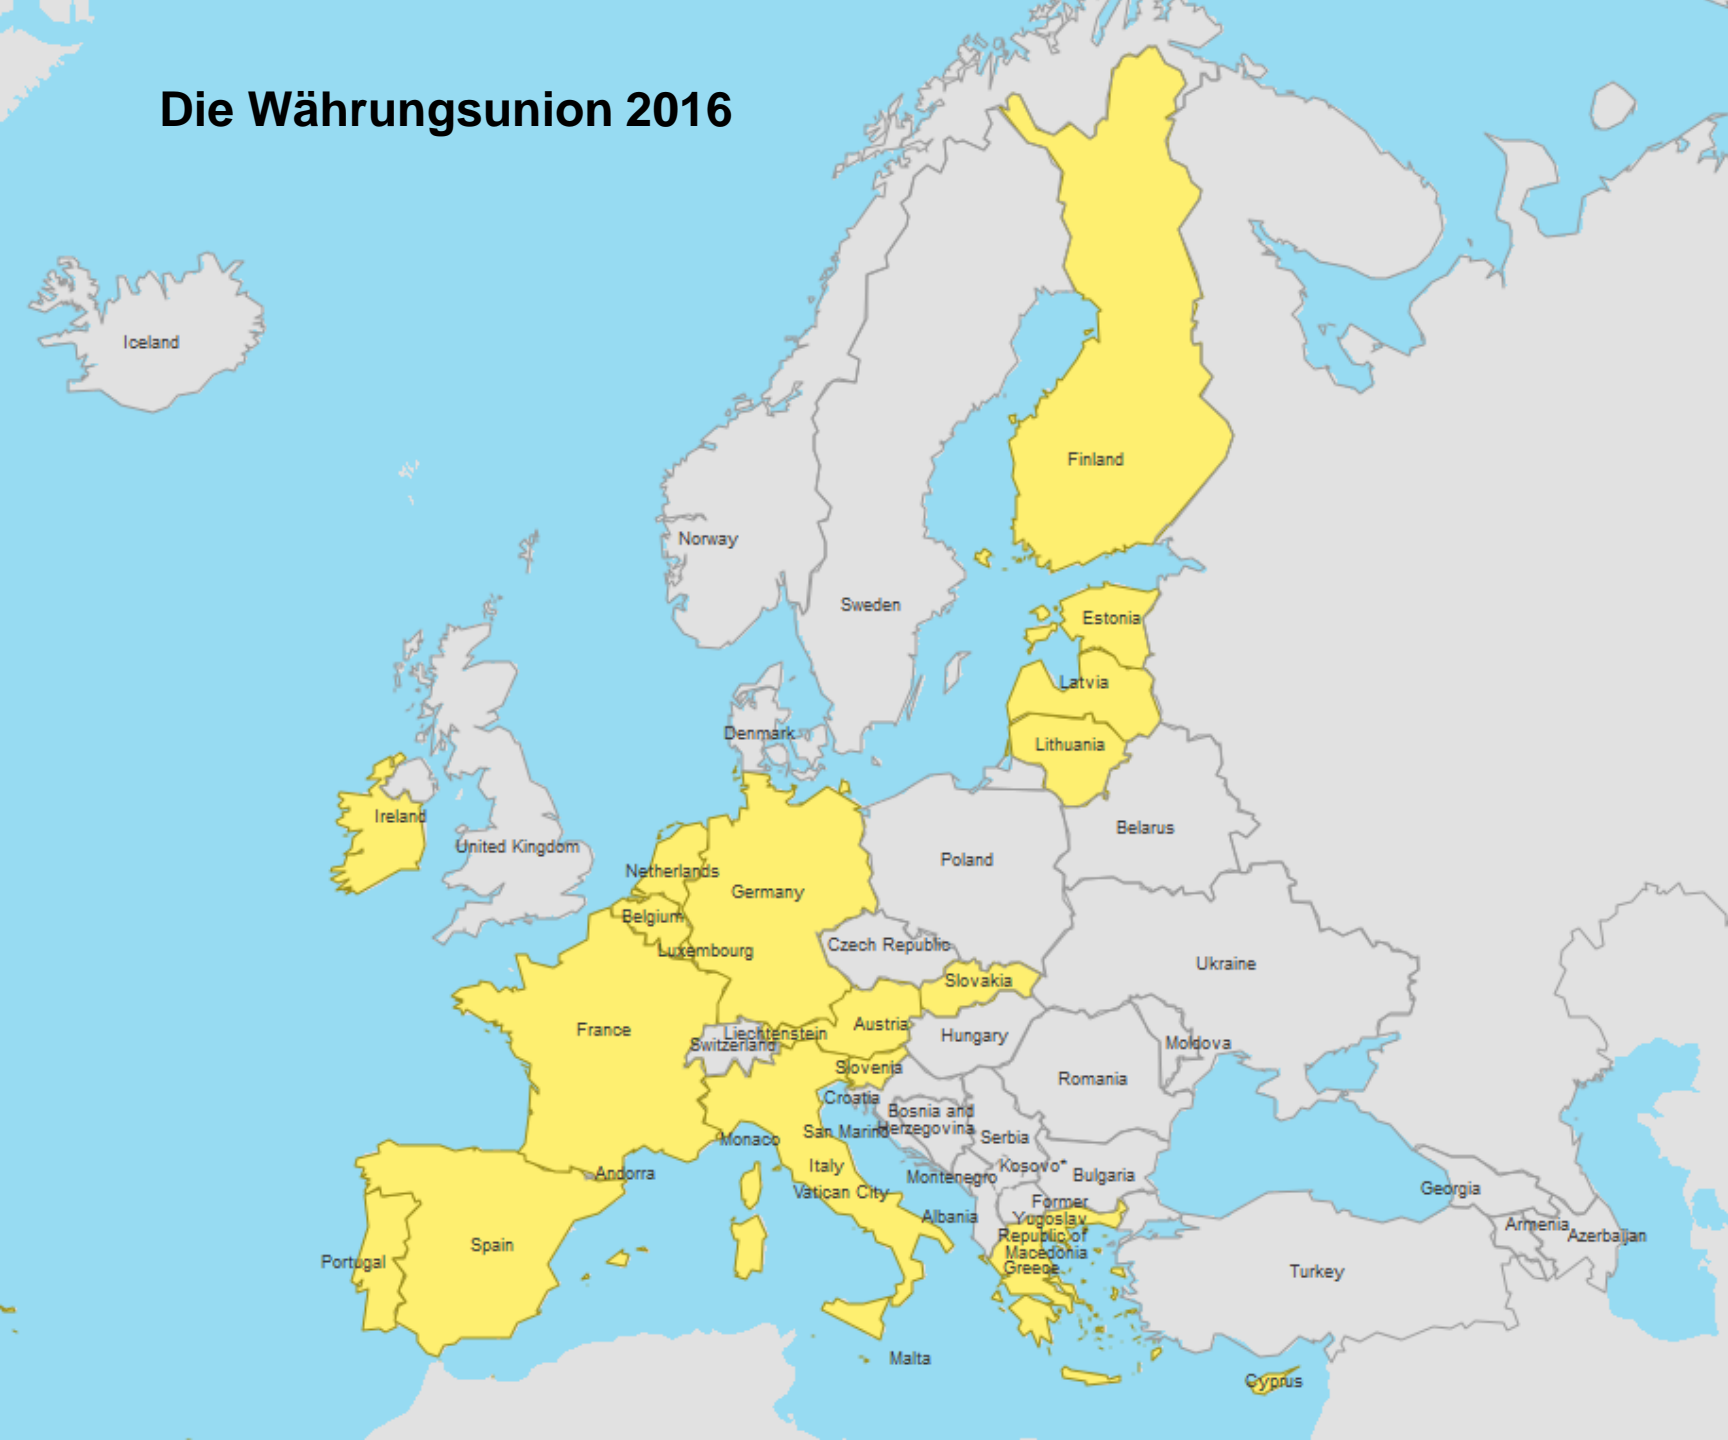 Die Währungsunion 2016
Iceland
Finland
Norway
Sweden
Estonia
Latvia
Denmark
Lithuania
Ireland
United Kingdom
Belarus
Poland
Netherlands
Germany
Belgium
Czech Republic
Luxembourg
Ukraine
Slovakia
France
Austria
Liechtenstein
Hungary
Switzerland
Moldova
Slovenia
Romania
Croatia
Bosnia and
Herzegovina
San Marino
Monaco
Serbia
Italy
Kosovo*
Andorra
Montenegro
Bulgaria
Vatican City
Georgia
Former
Yugoslav
Republic of
Macedonia
Albania
Armenia
Azerbaijan
Spain
Portugal
Greece
Turkey
Malta
Cyprus